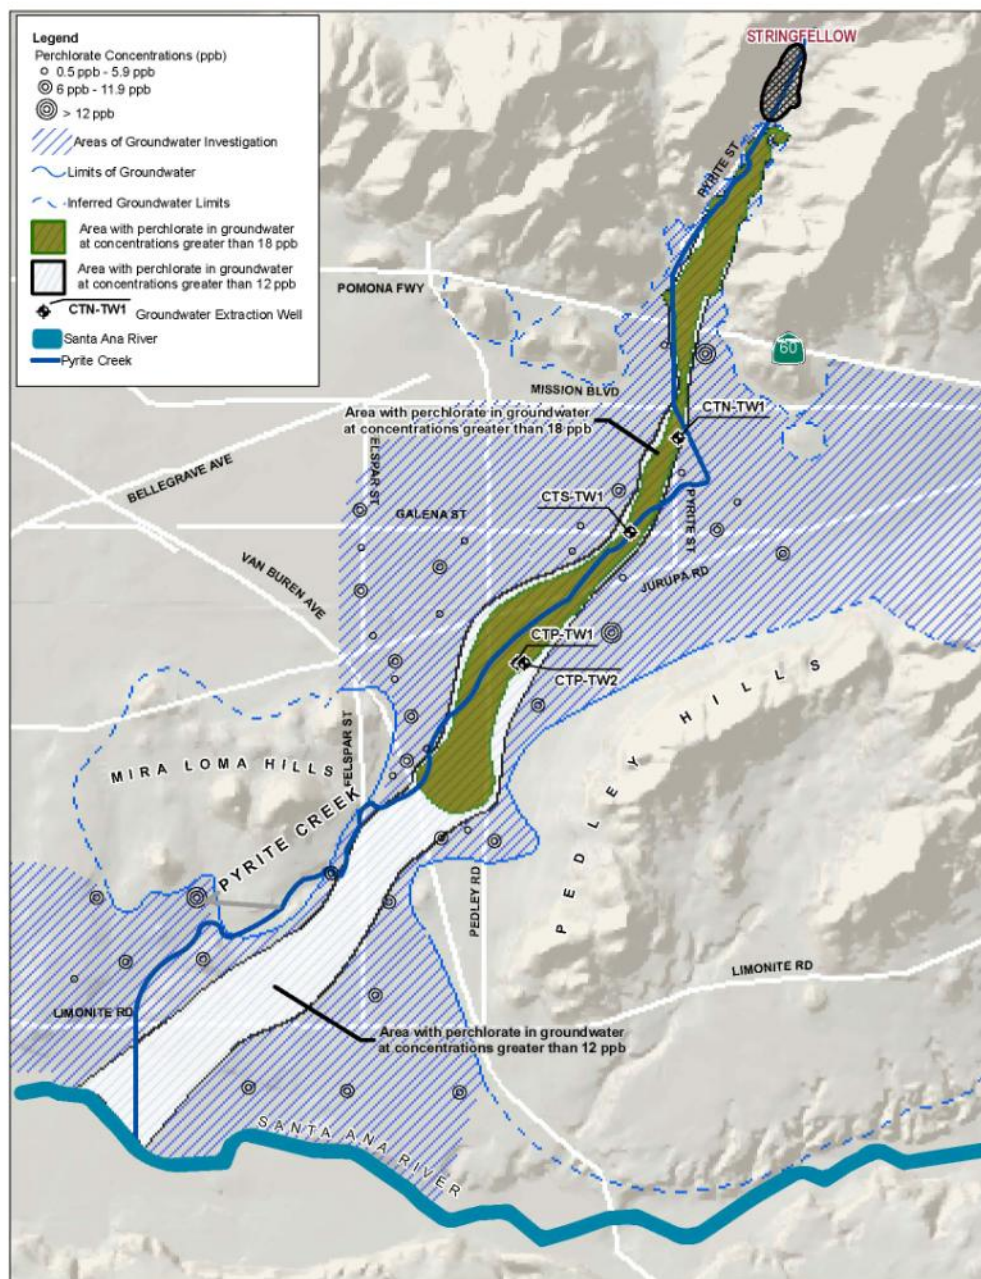 STRINGFELLOW
Legend
Perchlorate Concentrations (ppb)
0.5 ppb - 5.9 ppb
6 ppb - 11.9 ppb
> 12 ppb
Areas of Groundwater Investigation
Limits of Groundwater
Inferred Groundwater Limits
Area with perchlorate in groundwater
at concentrations greater than 18 ppb
Area with perchlorate in groundwater
at concentrations greater than 12 ppb
CTN-TW1 Groundwater Extraction Well
Santa Ana River
Pyrite Creek
PYRITE ST
POMONA FWY
60
MISSION BLVD
Area with perchlorate in groundwater
at concentrations greater than 18 ppb
CTN-TW1
ELSPAR ST
BELLEGRAVE AVE
CTS-TW1
PYRITE ST
GALENA ST
VAN BUREN AVE
JURUPA RD
CTP-TW1
CTP-TW2
PEDLEY HILLS
FELSPAR ST
MIRA LOMA HILLS
PYRITE CREEK
PEDLEY RD
LIMONITE RD
LIMONITE RD
Area with perchlorate in groundwater
at concentrations greater than 12 ppb
SANTA ANA RIVER